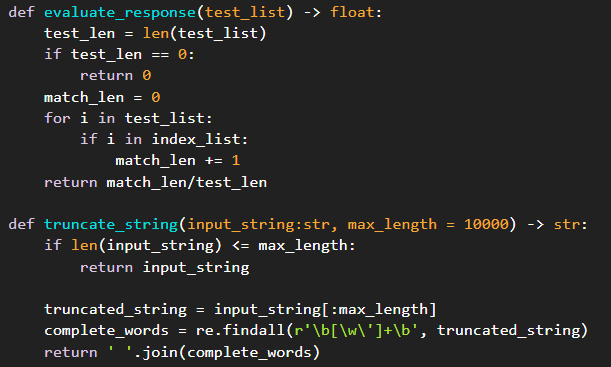 def evaluate_response(test_list) -> float:
    test_len = len(test_list)
    if test_len == 0:
        return 0
    match_len = 0
    for i in test_list:
        if i in index_list:
            match_len += 1
    return match_len/test_len

def truncate_string(input_string:str, max_length = 10000) -> str:
    if len(input_string) <= max_length:
        return input_string

    truncated_string = input_string[:max_length]
    complete_words = re.findall(r'\b[\w\']+\b', truncated_string)
    return ' '.join(complete_words)